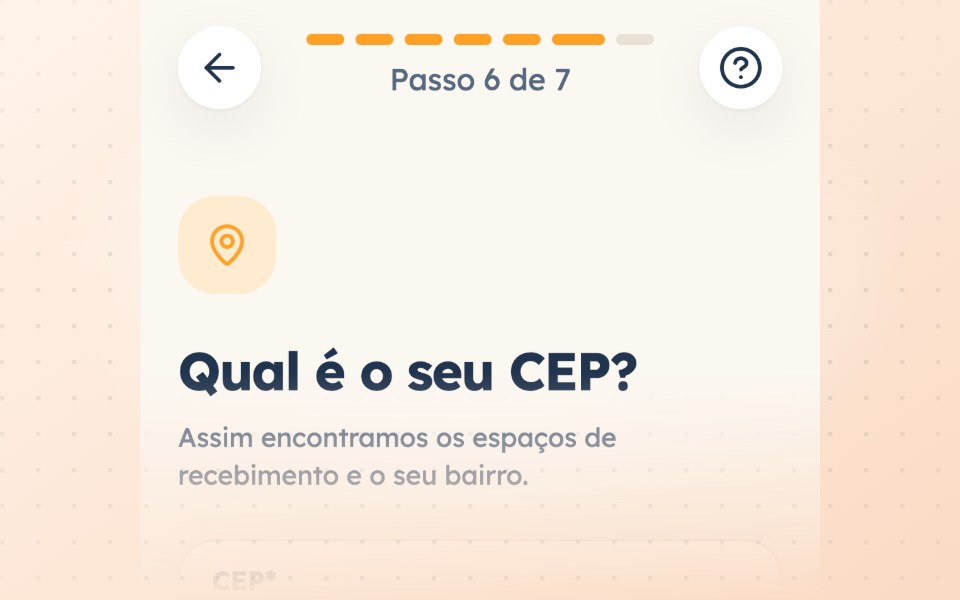 Passo 6 de 7
Qual é o seu CEP?
Assim encontramos os espaços de
recebimento e o seu bairro.
CEP*